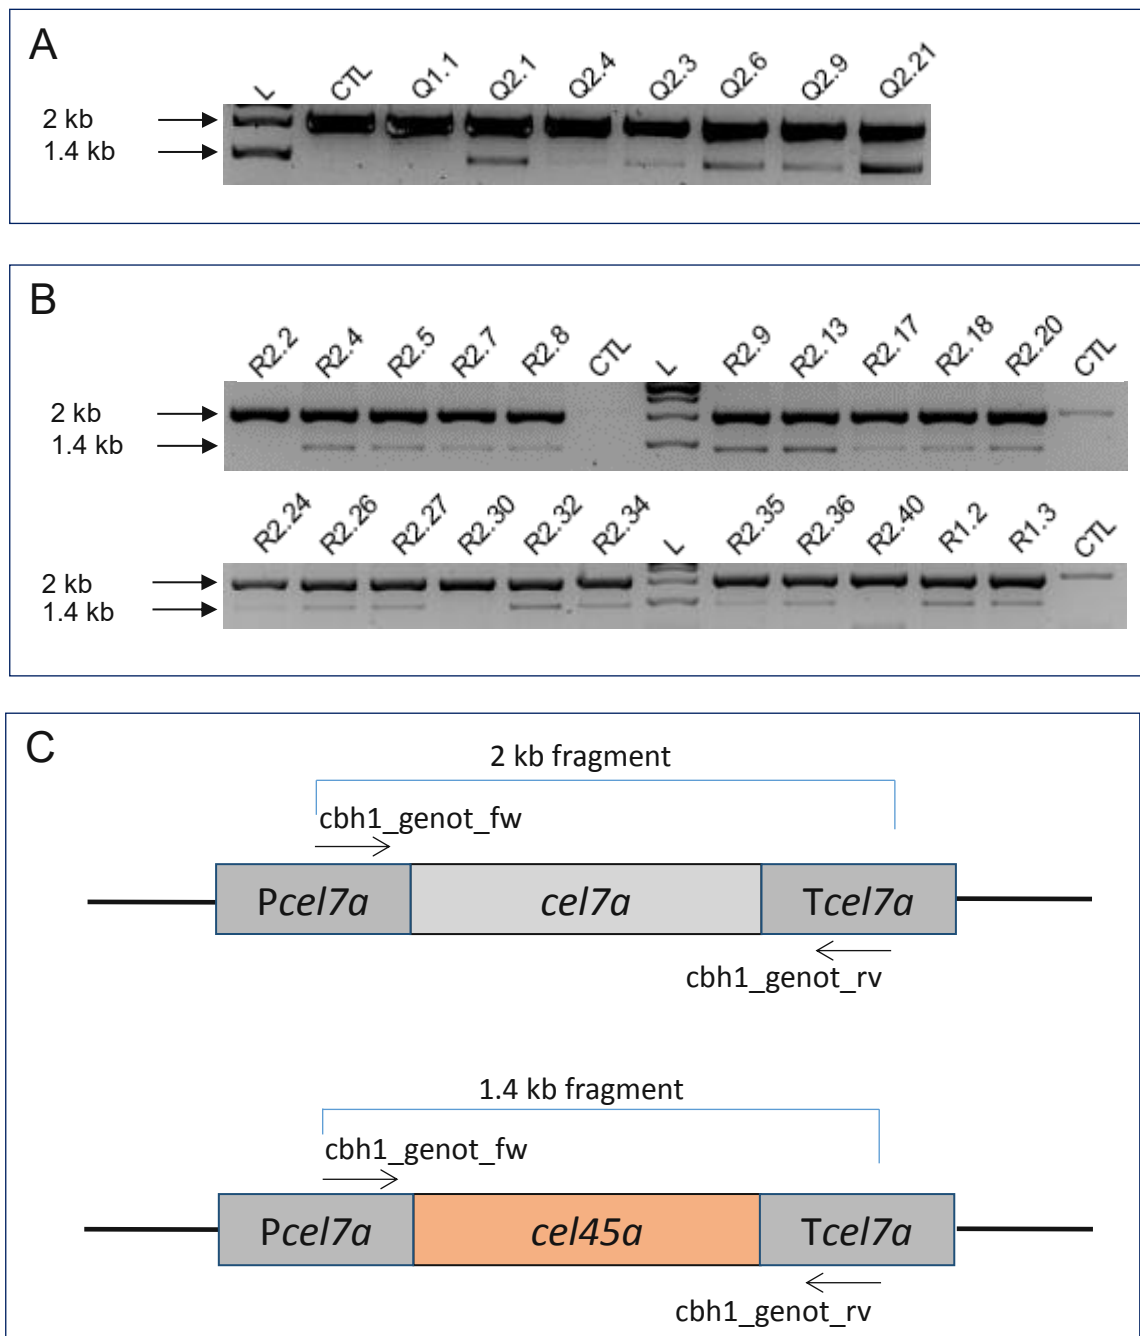 A
L CTL Q1.1 Q2.1 Q2.4 Q2.3 Q2.6 Q2.9 Q2.21
2 kb
1.4 kb
B
R2.2 R2.4 R2.5 R2.7 R2.8 CTL L R2.9 R2.13 R2.17 R2.18 R2.20 CTL
2 kb
1.4 kb
R2.24 R2.26 R2.27 R2.30 R2.32 R2.34 L R2.35 R2.36 R2.40 R1.2 R1.3 CTL
2 kb
1.4 kb
C
2 kb fragment
cbh1_genot_fw
Pcel7a cel7a Tcel7a
cbh1_genot_rv
1.4 kb fragment
cbh1_genot_fw
Pcel7a cel45a Tcel7a
cbh1_genot_rv